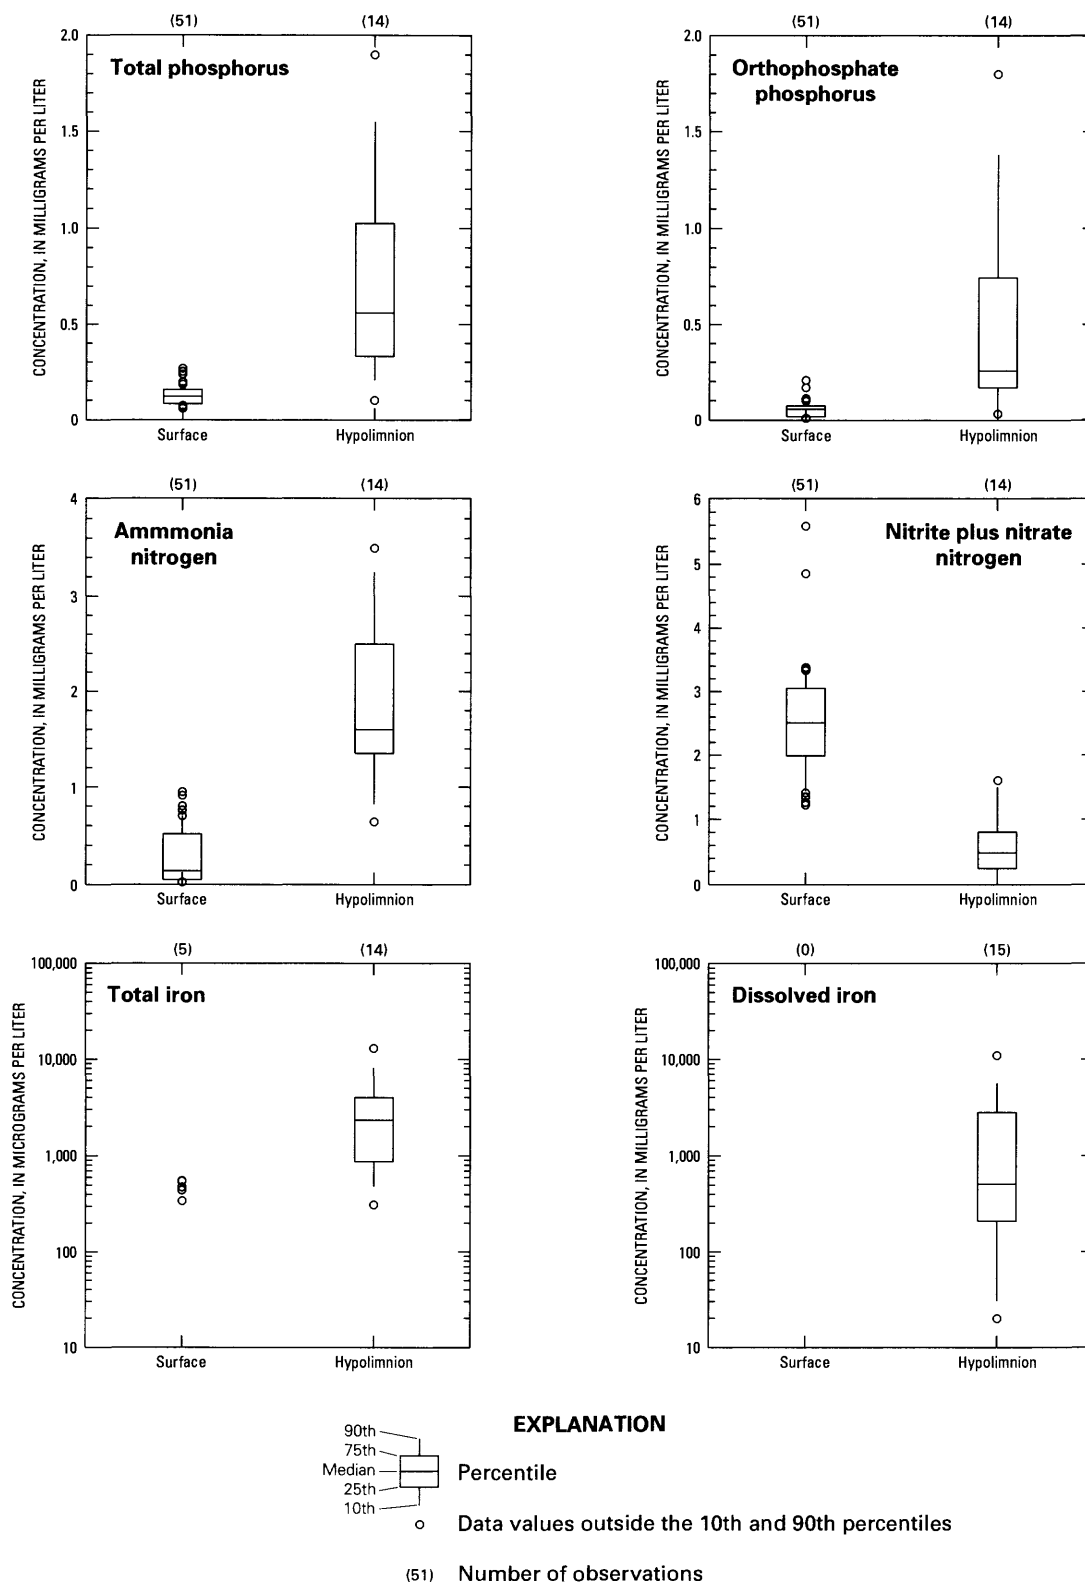 (51) (14)
Total phosphorus
CONCENTRATION, IN MILLIGRAMS PER LITER
2.0
1.5
1.0
0.5
0
Surface Hypolimnion
(51) (14)
Orthophosphate
phosphorus
CONCENTRATION, IN MILLIGRAMS PER LITER
2.0
1.5
1.0
0.5
0
Surface Hypolimnion
(51) (14)
Ammmonia
nitrogen
CONCENTRATION, IN MILLIGRAMS PER LITER
4
3
2
1
0
Surface Hypolimnion
(51) (14)
Nitrite plus nitrate
nitrogen
CONCENTRATION, IN MILLIGRAMS PER LITER
6
5
4
3
2
1
0
Surface Hypolimnion
(5) (14)
Total iron
CONCENTRATION, IN MICROGRAMS PER LITER
100,000
10,000
1,000
100
10
Surface Hypolimnion
(0) (15)
Dissolved iron
CONCENTRATION, IN MILLIGRAMS PER LITER
100,000
10,000
1,000
100
10
Surface Hypolimnion
EXPLANATION
90th
75th
Median
25th
10th
Percentile
Data values outside the 10th and 90th percentiles
(51) Number of observations